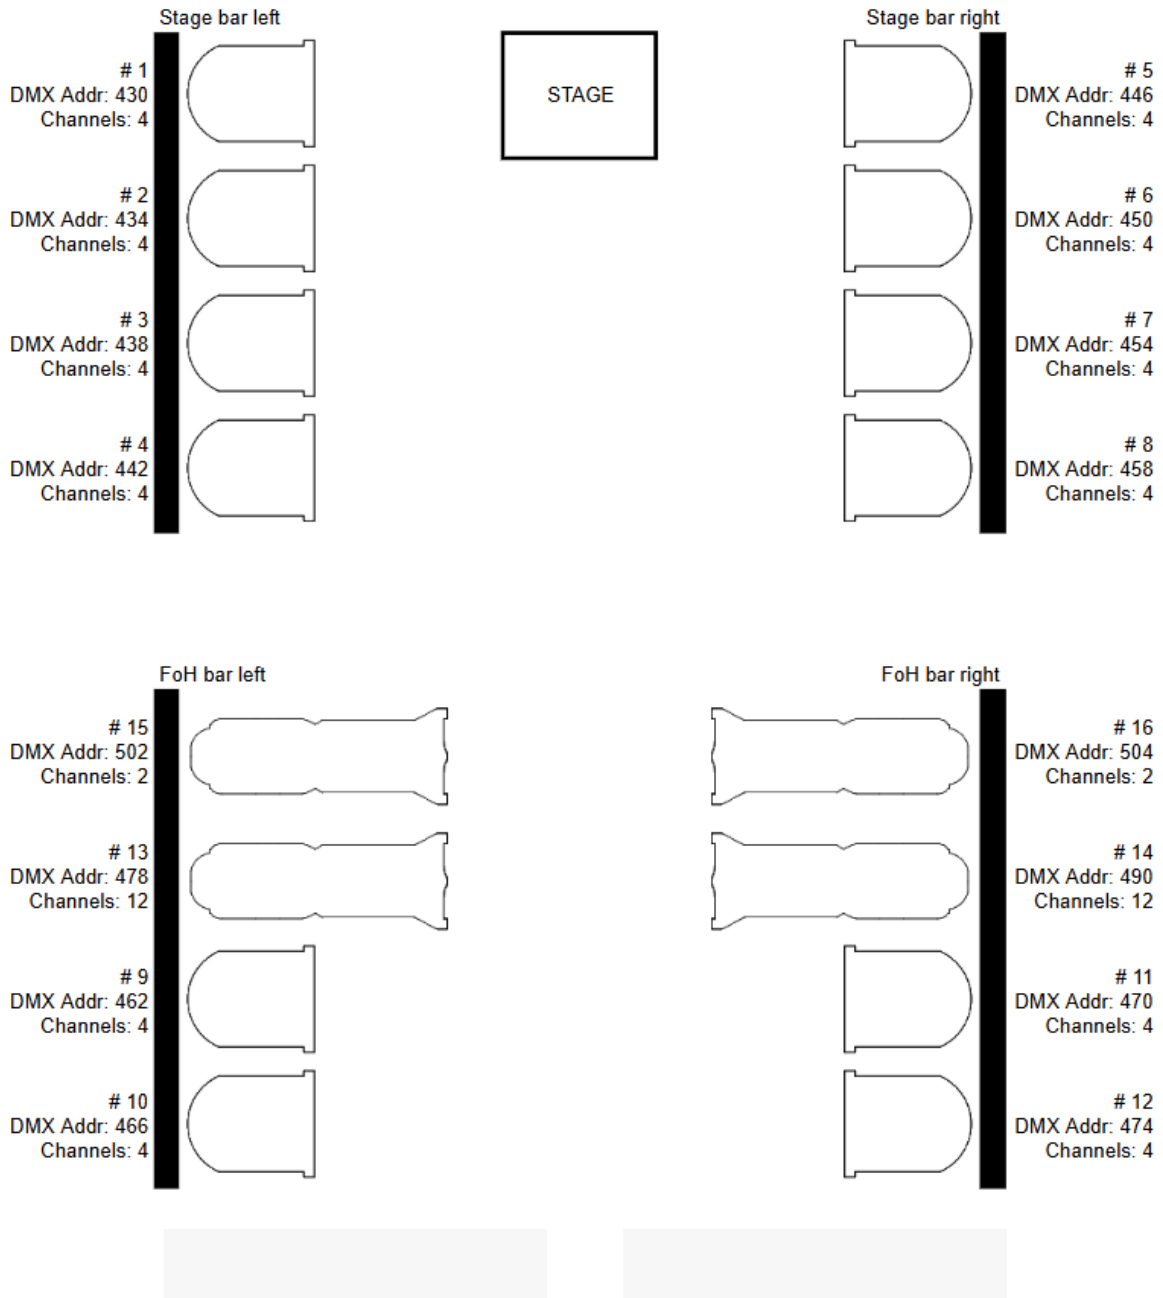 Stage bar left
# 1
DMX Addr: 430
Channels: 4
# 2
DMX Addr: 434
Channels: 4
# 3
DMX Addr: 438
Channels: 4
# 4
DMX Addr: 442
Channels: 4
STAGE
Stage bar right
# 5
DMX Addr: 446
Channels: 4
# 6
DMX Addr: 450
Channels: 4
# 7
DMX Addr: 454
Channels: 4
# 8
DMX Addr: 458
Channels: 4
FoH bar left
# 15
DMX Addr: 502
Channels: 2
# 13
DMX Addr: 478
Channels: 12
# 9
DMX Addr: 462
Channels: 4
# 10
DMX Addr: 466
Channels: 4
FoH bar right
# 16
DMX Addr: 504
Channels: 2
# 14
DMX Addr: 490
Channels: 12
# 11
DMX Addr: 470
Channels: 4
# 12
DMX Addr: 474
Channels: 4